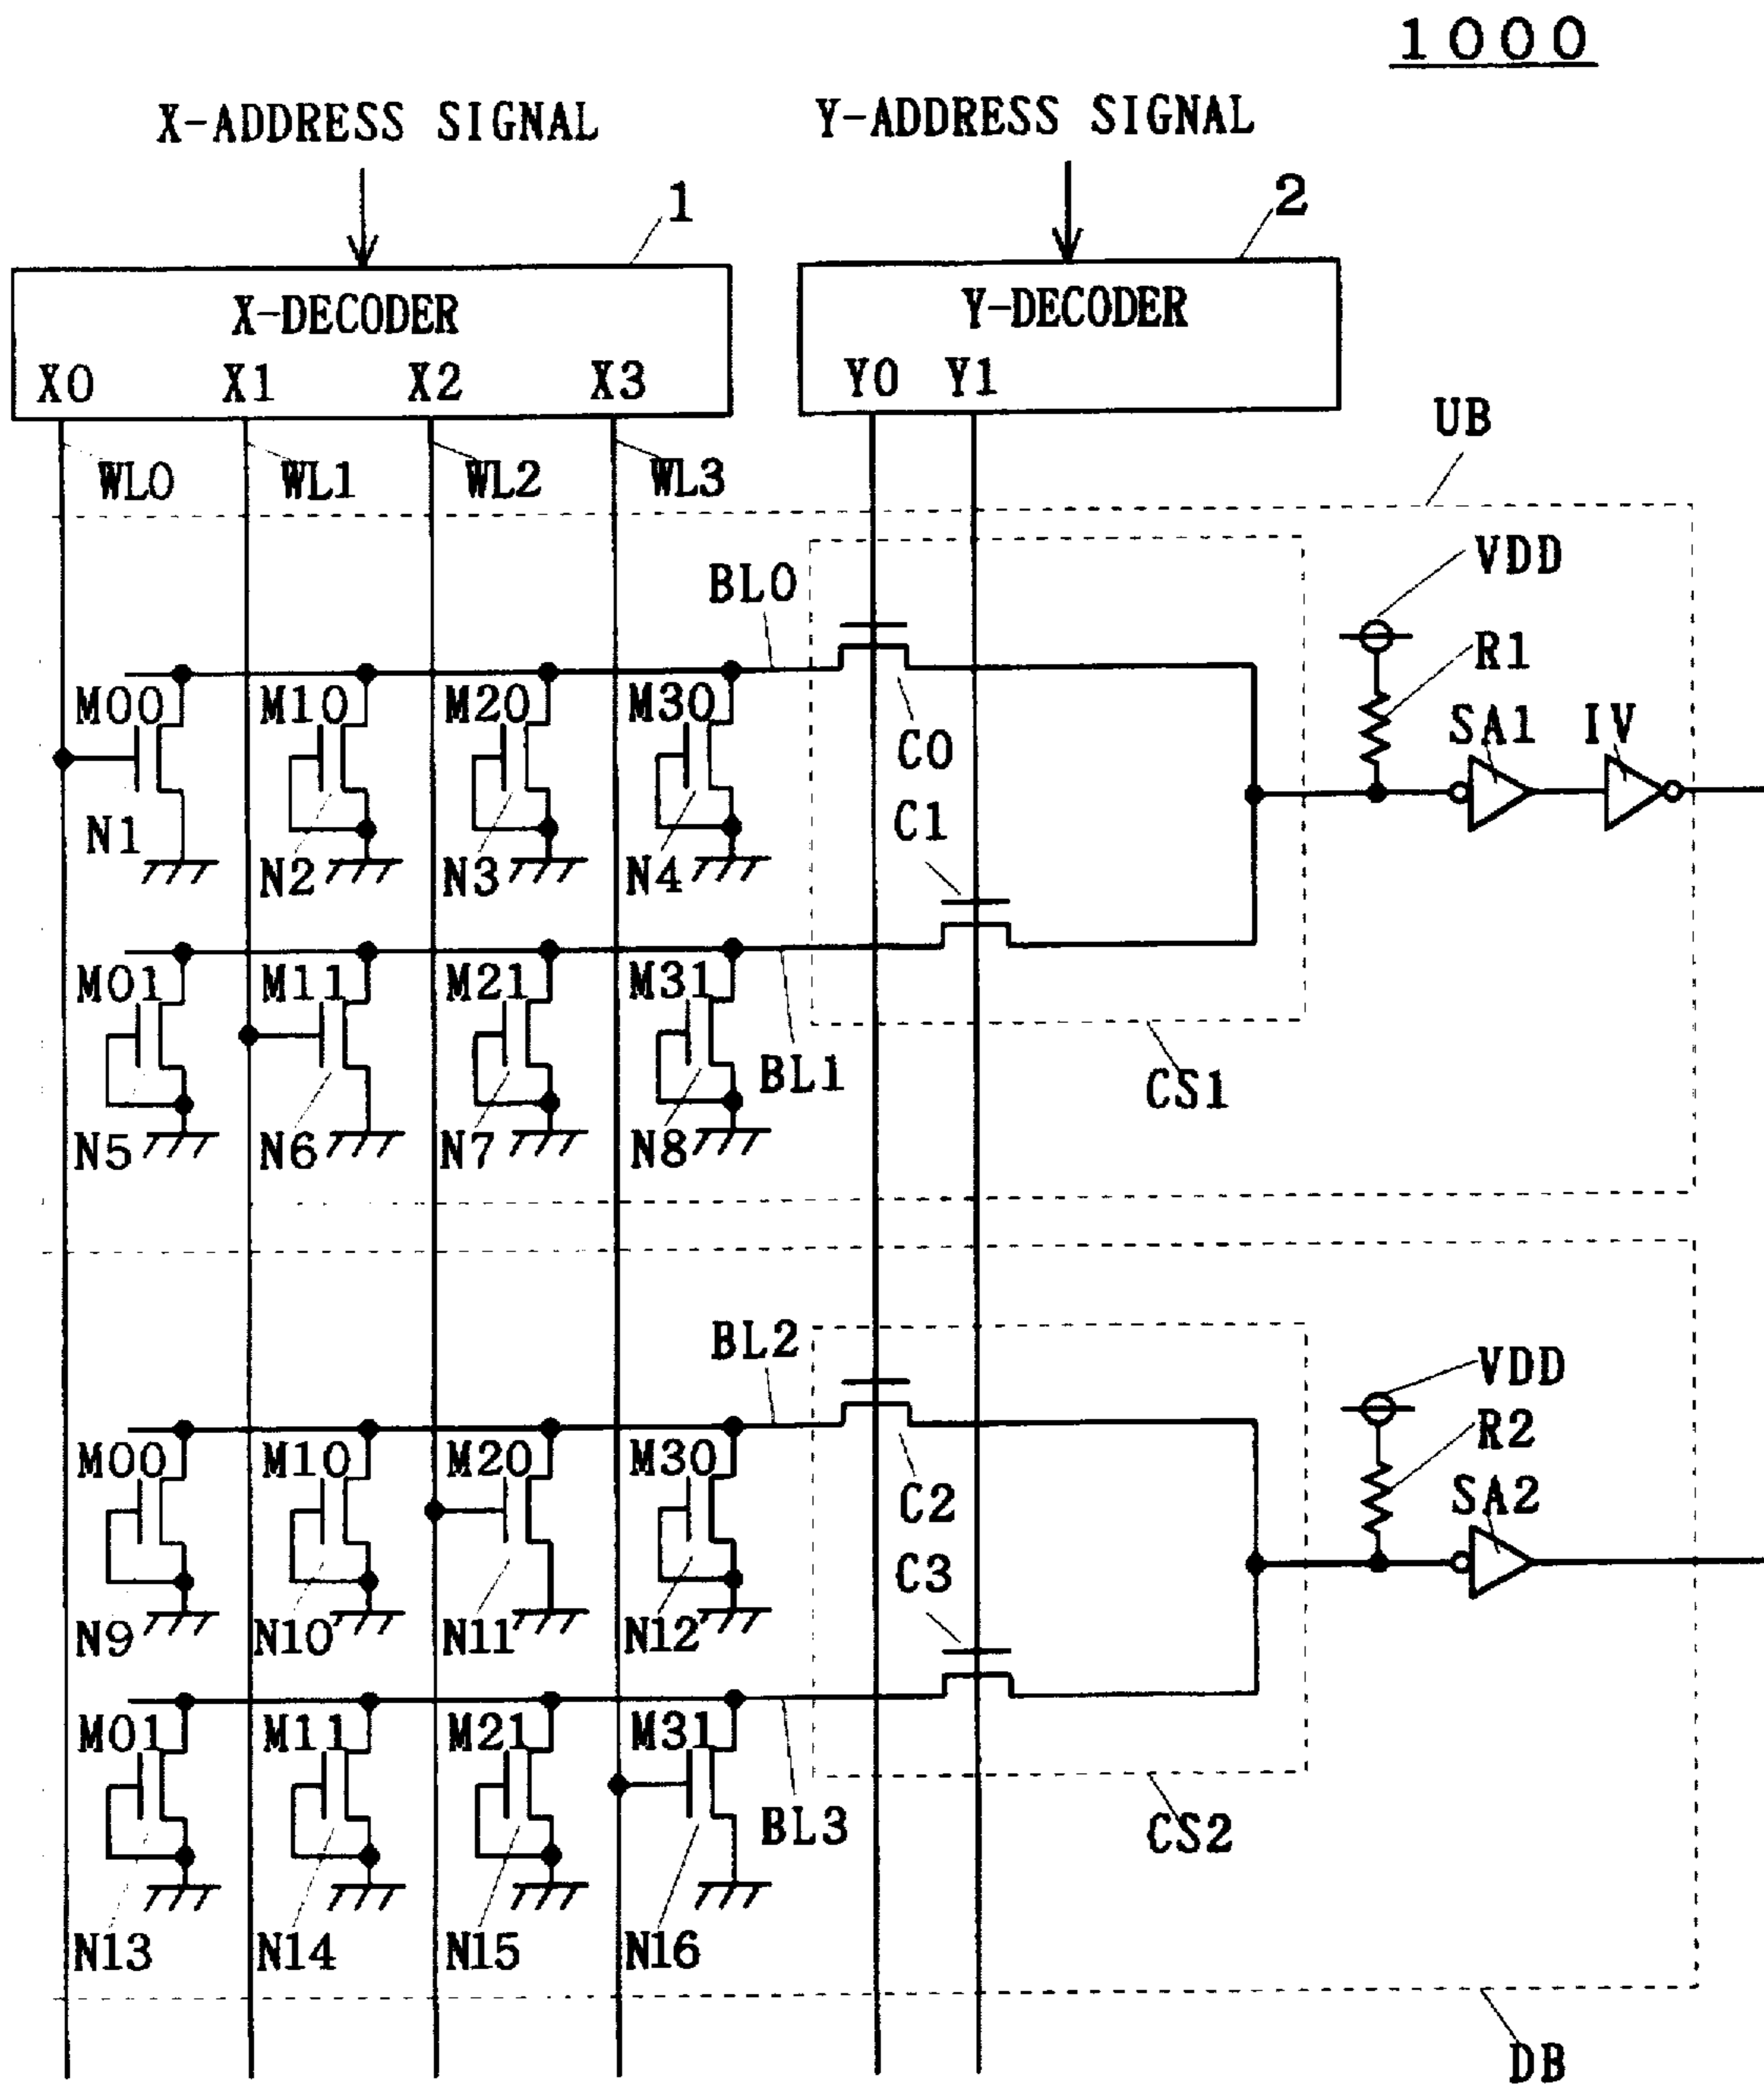 1000
X-ADDRESS SIGNAL Y-ADDRESS SIGNAL
1 2
X-DECODER Y-DECODER
X0 X1 X2 X3 Y0 Y1
UB
WL0 WL1 WL2 WL3
VDD
BL0
R1
M00 M10 M20 M30
SA1 IV
C0
C1
N1 N2 N3 N4
M01 M11 M21 M31
BL1
CS1
N5 N6 N7 N8
BL2
VDD
R2
M00 M10 M20 M30
SA2
C2
C3
N9 N10 N11 N12
M01 M11 M21 M31
BL3
CS2
N13 N14 N15 N16
DB